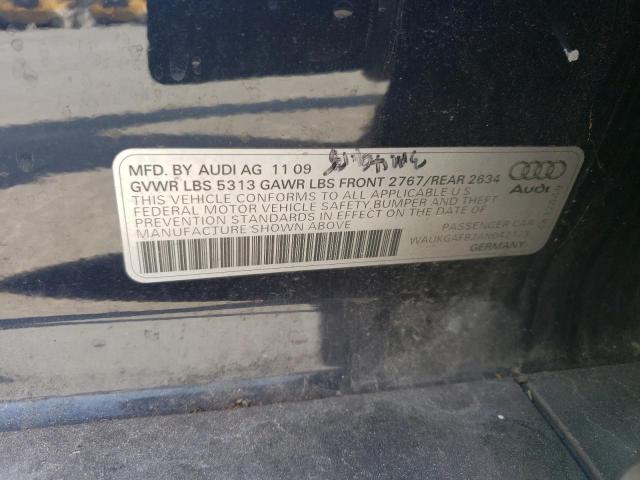 MFD. BY AUDI AG 11 09
GVWR LBS 5313 GAWR LBS FRONT 2767/REAR 2634
THIS VEHICLE CONFORMS TO ALL APPLICABLE U.S.
FEDERAL MOTOR VEHICLE SAFETY, BUMPER AND THEFT
PREVENTION STANDARDS IN EFFECT ON THE DATE OF
MANUFACTURE SHOWN ABOVE
Audi
PASSENGER CAR
GERMANY